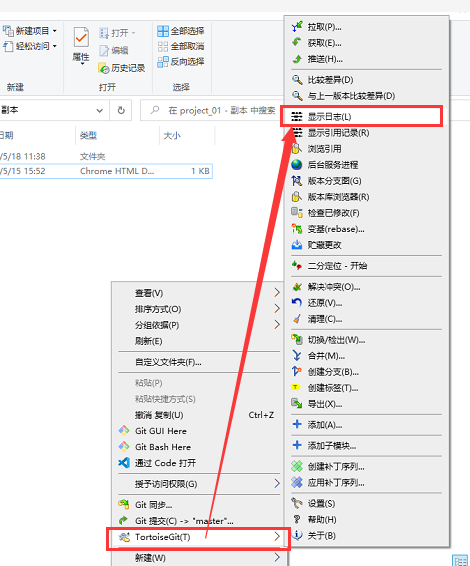 新建项目
轻松访问
新建
属性
打开
编辑
历史记录
打开
全部选择
全部取消
反向选择
选择
副本
在 project_01 - 副本 中搜索
日期
类型
大小
/5/18 11:38
文件夹
/5/15 15:52
Chrome HTML D...
1 KB
查看(V)
排序方式(O)
分组依据(P)
刷新(E)
自定义文件夹(F)...
粘贴(P)
粘贴快捷方式(S)
撤消 复制(U)
Ctrl+Z
Git GUI Here
Git Bash Here
通过 Code 打开
授予访问权限(G)
Git 同步...
Git 提交(C) -> "master"...
TortoiseGit(T)
新建(W)
拉取(P)...
获取(E)...
推送(H)...
比较差异(D)
与上一版本比较差异(D)
显示日志(L)
显示引用记录(R)
浏览引用
后台服务进程
版本分支图(G)
版本库浏览器(R)
检查已修改(F)
变基(rebase)...
贮藏更改
二分定位 - 开始
解决冲突(O)...
还原(V)...
清理(C)...
切换/检出(W)...
合并(M)...
创建分支(B)...
创建标签(T)...
导出(X)...
添加(A)...
添加子模块...
创建补丁序列...
应用补丁序列...
设置(S)
帮助(H)
关于(B)